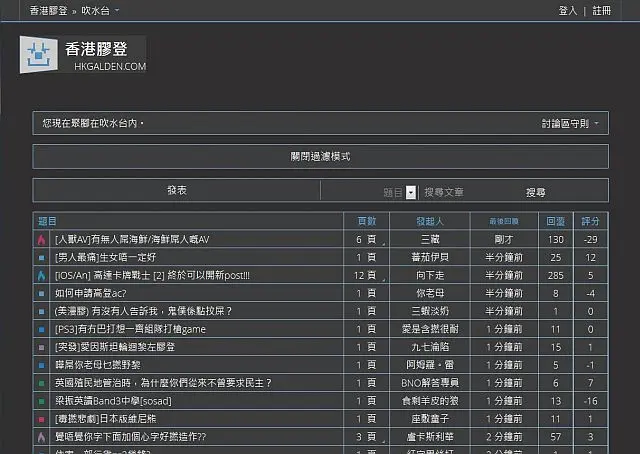 香港膠登 » 吹水台
登入 | 註冊
香港膠登
HKGALDEN.COM
您現在聚腳在吹水台內。 討論區守則
關閉過濾模式
發表 題目 搜尋文章 搜尋
題目 頁數 發起人 最後回覆 回覆 評分
[人獸AV]有無人屌海鮮/海鮮屌人嘅AV 6 頁 三藏 剛才 130 -29
[男人最痛]生女唔一定好 1 頁 蕃茄伊貝 半分鐘前 25 12
[iOS/An] 高達卡牌戰士 [2] 終於可以開新post!!! 12 頁 向下走 半分鐘前 285 5
如何申請高登ac? 1 頁 你老母 半分鐘前 8 -4
(美濃膠) 有沒有人告訴我，鬼僕係點拉屎？ 1 頁 三蝦淡奶 半分鐘前 1 0
[PS3]有冇巴打想一齊組隊打槍game 1 頁 愛是含撚很耐 1 分鐘前 11 0
[突發]愛因斯坦輪迴黎左膠登 1 頁 九七淪陷 1 分鐘前 15 1
嘩屌你老母乜撚野黎 1 頁 阿姆羅。雷 1 分鐘前 5 -1
英國殖民地管治時，為什麼你們從來不曾要求民主？ 1 頁 BNO解答專員 1 分鐘前 6 7
梁振英讀Band3中學[sosad] 1 頁 食剩羊皮的狼 1 分鐘前 13 -16
[毒撚悲劇]日本版維尼熊 1 頁 座敷童子 1 分鐘前 11 1
覺唔覺你字下面加個心字好撚造作?? 3 頁 盧卡斯利華 2 分鐘前 57 3